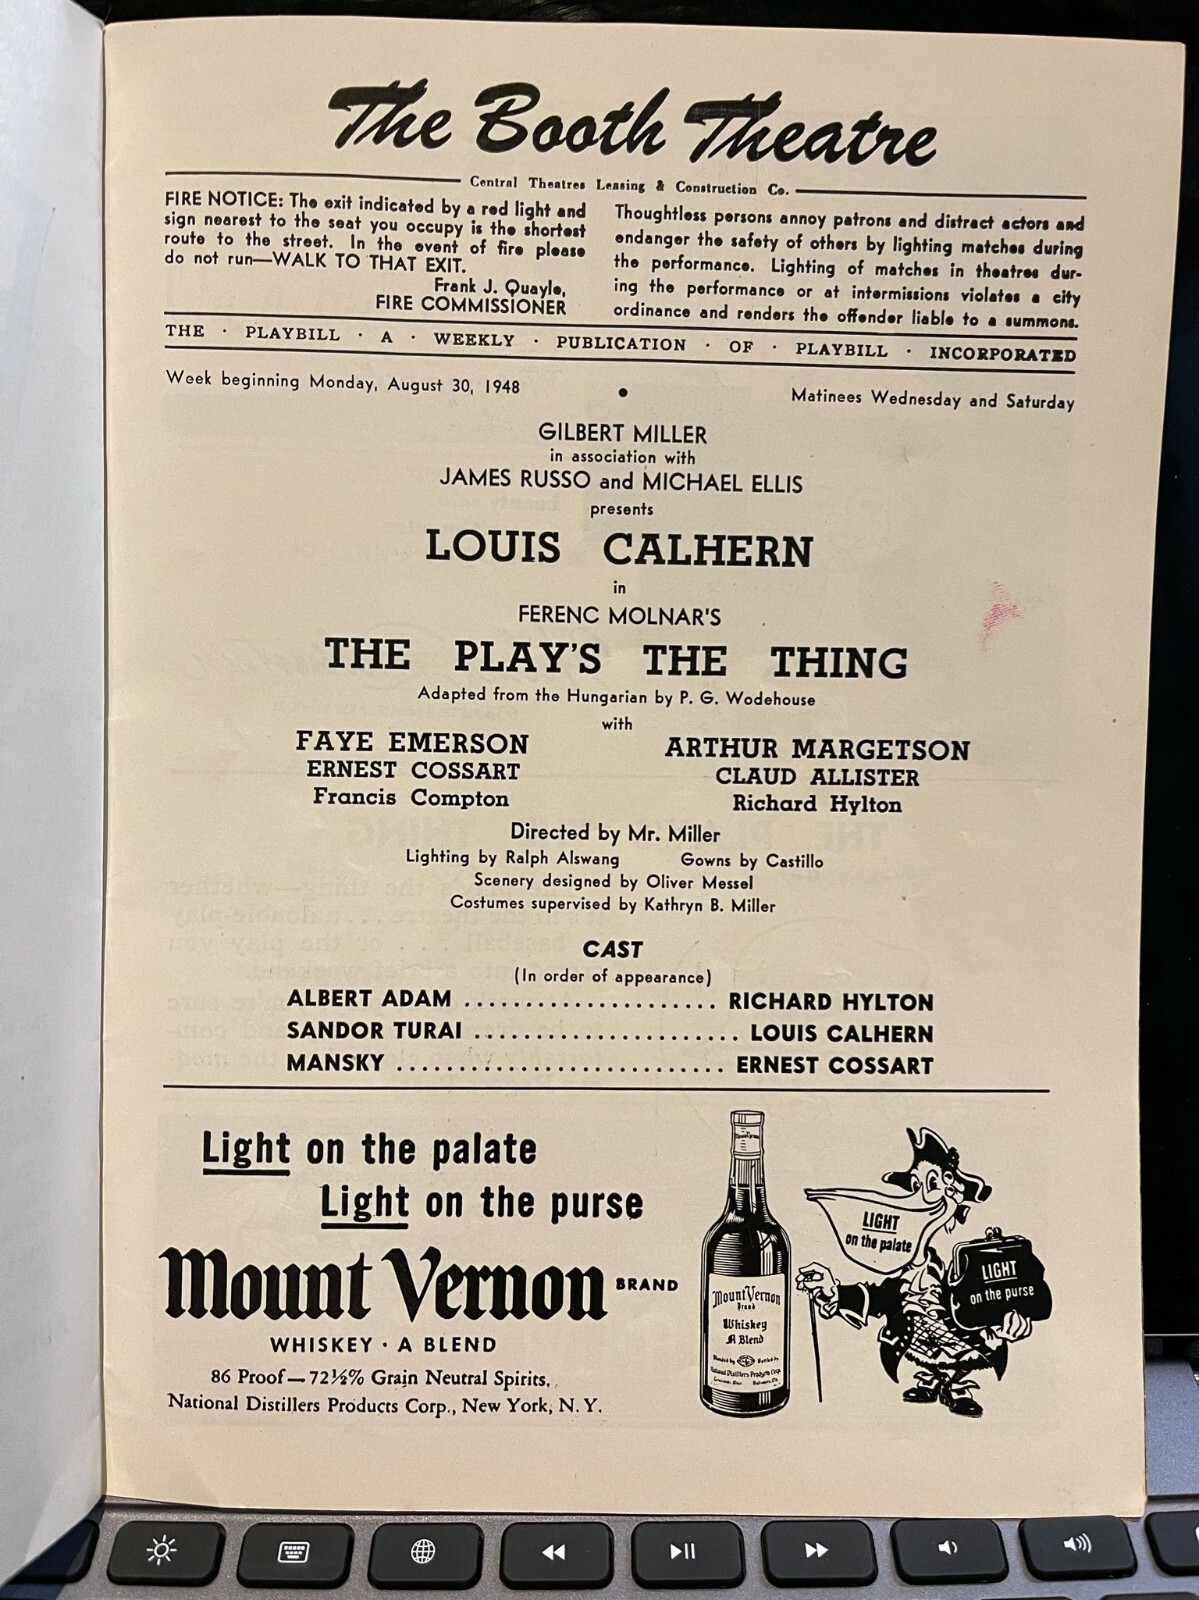 The Booth Theatre
Central Theatres Leasing & Construction Co.
FIRE NOTICE: The exit indicated by a red light and
sign nearest to the seat you occupy is the shortest
route to the street. In the event of fire please
do not run—WALK TO THAT EXIT.
Frank J. Quayle,
FIRE COMMISSIONER
Thoughtless persons annoy patrons and distract actors and
endanger the safety of others by lighting matches during
the performance. Lighting of matches in theatres dur-
ing the performance or at intermissions violates a city
ordinance and renders the offender liable to a summons.
THE · PLAYBILL · A · WEEKLY · PUBLICATION · OF · PLAYBILL · INCORPORATED
Week beginning Monday, August 30, 1948 • Matinees Wednesday and Saturday
GILBERT MILLER
in association with
JAMES RUSSO and MICHAEL ELLIS
presents
LOUIS CALHERN
in
FERENC MOLNAR'S
THE PLAY'S THE THING
Adapted from the Hungarian by P. G. Wodehouse
with
FAYE EMERSON ARTHUR MARGETSON
ERNEST COSSART CLAUD ALLISTER
Francis Compton Richard Hylton
Directed by Mr. Miller
Lighting by Ralph Alswang Gowns by Castillo
Scenery designed by Oliver Messel
Costumes supervised by Kathryn B. Miller
CAST
(In order of appearance)
ALBERT ADAM ...................... RICHARD HYLTON
SANDOR TURAI ....................... LOUIS CALHERN
MANSKY ............................ ERNEST COSSART
Light on the palate
Light on the purse
Mount Vernon BRAND
WHISKEY · A BLEND
86 Proof—72½% Grain Neutral Spirits,
National Distillers Products Corp., New York, N. Y.
Mount Vernon
Brand
Whiskey
A Blend
Blended by Bottled by
National Distillers Products Corp.
LIGHT
on the palate
LIGHT
on the purse